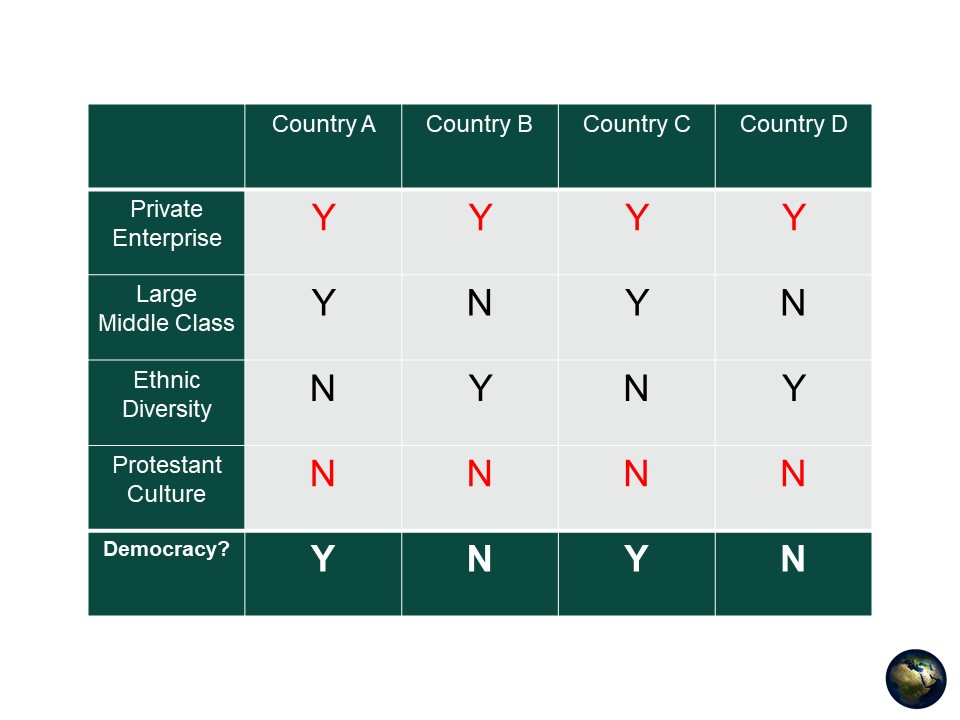 Country A Country B Country C Country D
Private
Enterprise
Y Y Y Y
Large
Middle Class
Y N Y N
Ethnic
Diversity
N Y N Y
Protestant
Culture
N N N N
Democracy?
Y N Y N